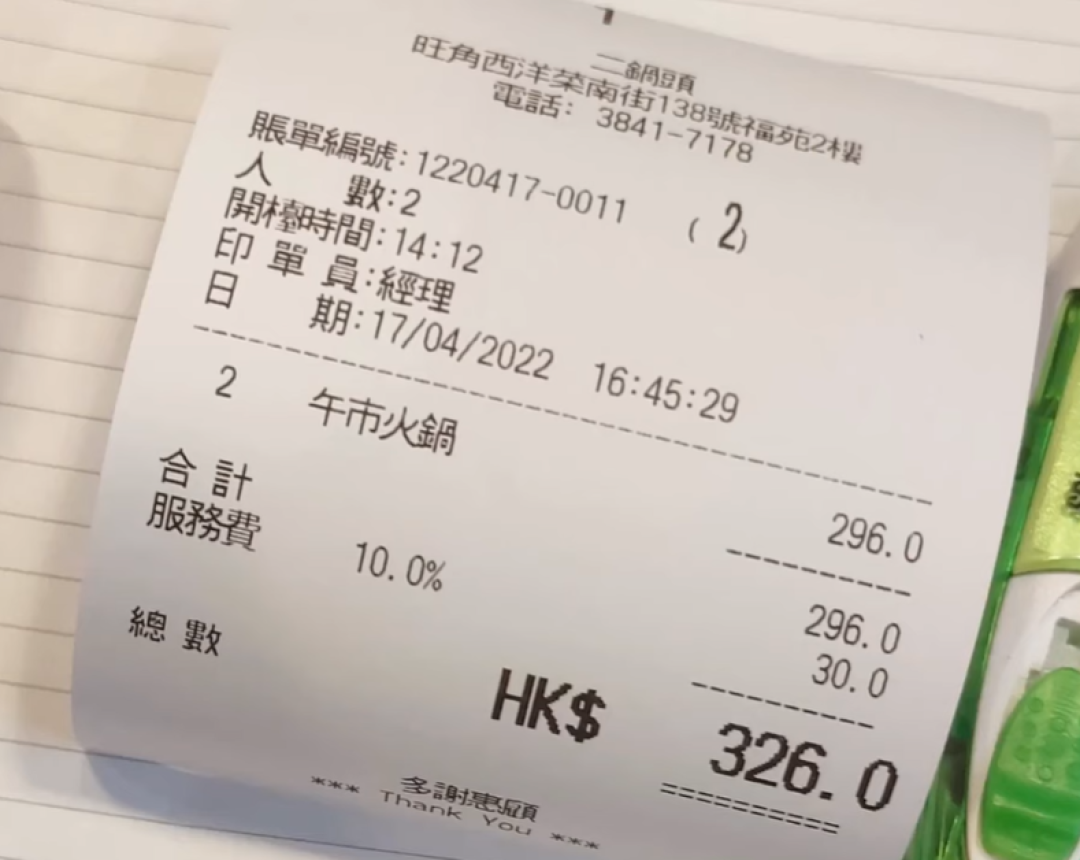 二鍋頭
旺角西洋菜南街138號福苑2樓
電話: 3841-7178
賬單編號:1220417-0011 (2)
人 數:2
開檯時間:14:12
印單員:經理
日 期:17/04/2022 16:45:29
2 午市火鍋 296.0
合計 296.0
服務費 10.0% 30.0
總數 HK$ 326.0
多謝惠顧
*** Thank You ***